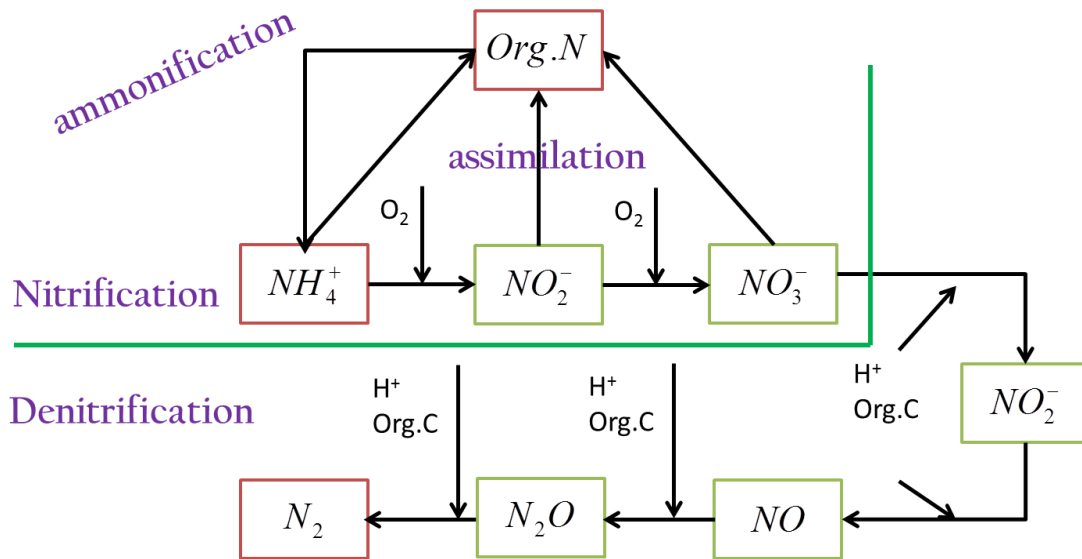 ammonification
Org.N
assimilation
O₂
O₂
Nitrification
NH₄⁺
NO₂⁻
NO₃⁻
Denitrification
H⁺
Org.C
H⁺
Org.C
H⁺
Org.C
NO₂⁻
N₂
N₂O
NO